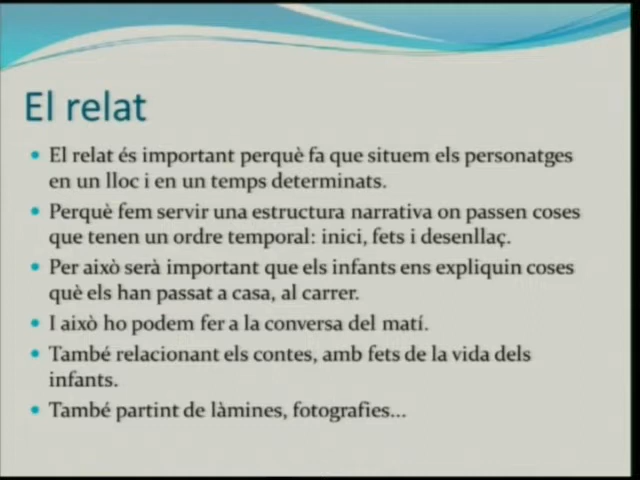 El relat
• El relat és important perquè fa que situem els personatges
en un lloc i en un temps determinats.
• Perquè fem servir una estructura narrativa on passen coses
que tenen un ordre temporal: inici, fets i desenllaç.
• Per això serà important que els infants ens expliquin coses
què els han passat a casa, al carrer.
• I això ho podem fer a la conversa del matí.
• També relacionant els contes, amb fets de la vida dels
infants.
• També partint de làmines, fotografies...